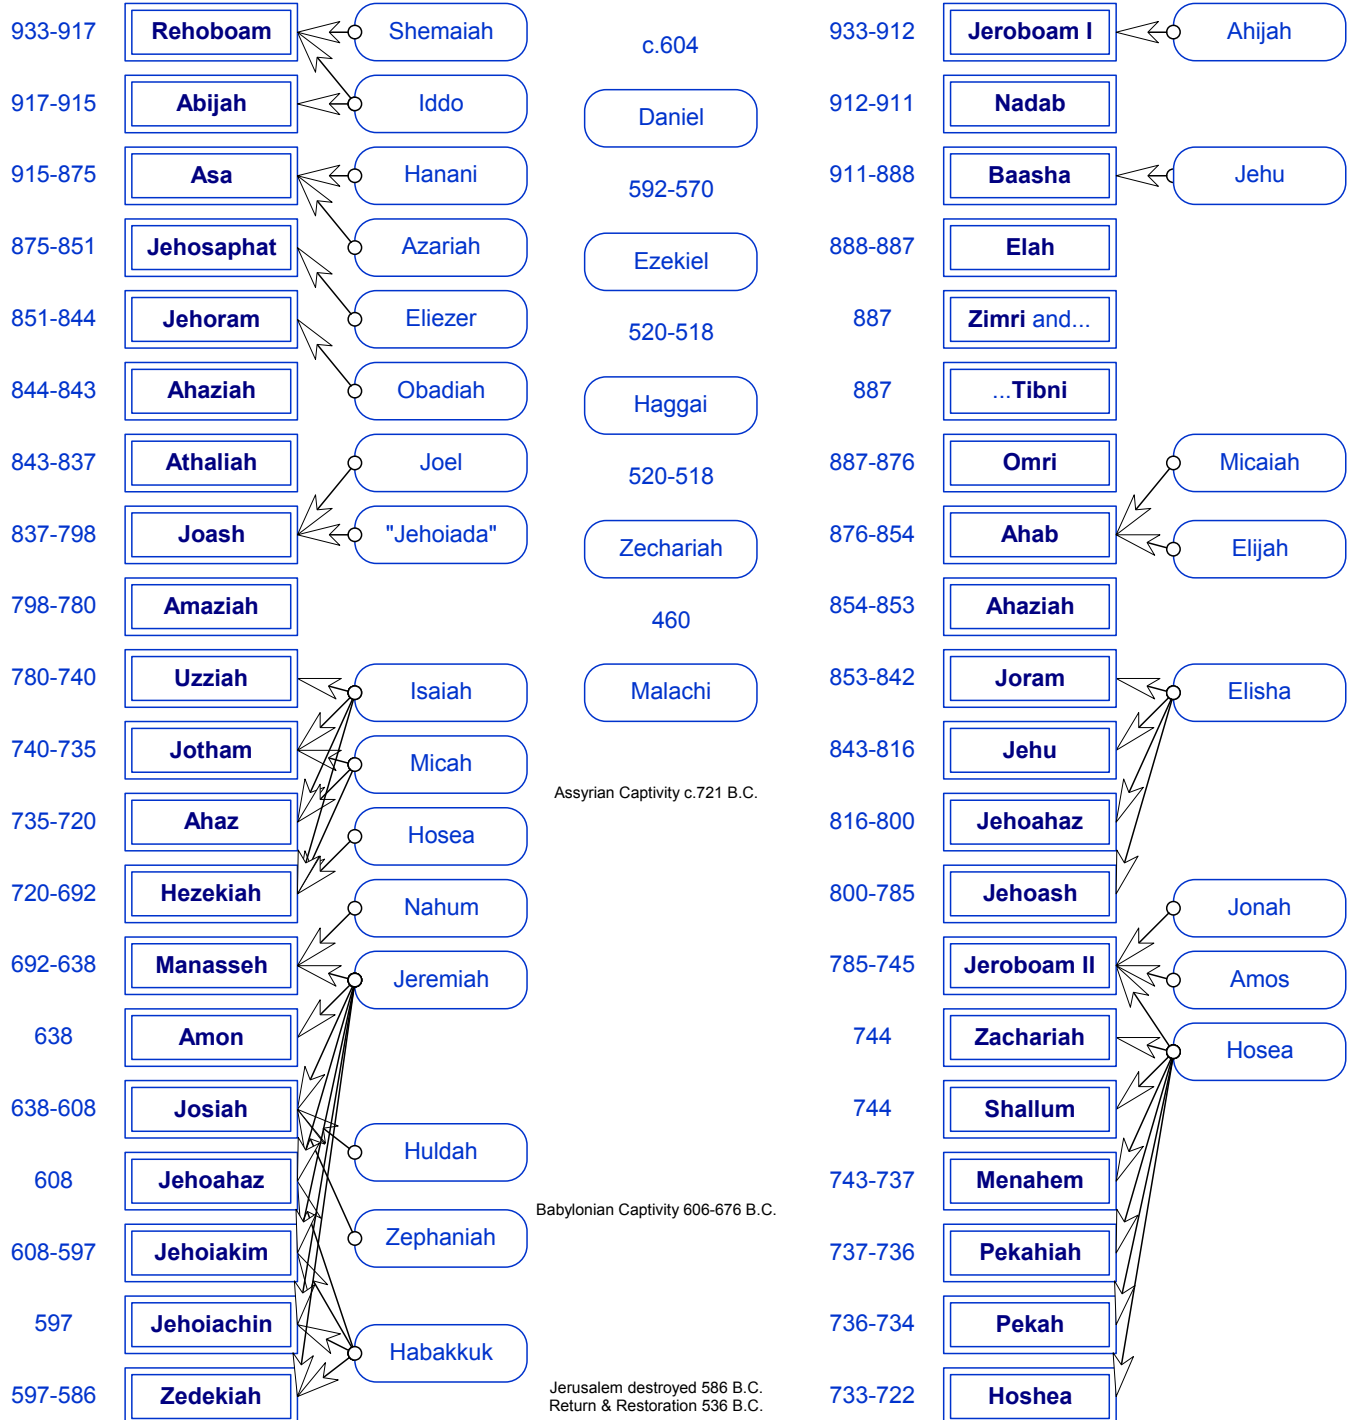 933-917 Rehoboam Shemaiah
917-915 Abijah Iddo
915-875 Asa Hanani
875-851 Jehosaphat Azariah
851-844 Jehoram Eliezer
844-843 Ahaziah Obadiah
843-837 Athaliah Joel
837-798 Joash "Jehoiada"
798-780 Amaziah
780-740 Uzziah Isaiah
740-735 Jotham Micah
735-720 Ahaz Hosea
720-692 Hezekiah Nahum
692-638 Manasseh Jeremiah
638 Amon
638-608 Josiah Huldah
608 Jehoahaz Zephaniah
608-597 Jehoiakim
597 Jehoiachin Habakkuk
597-586 Zedekiah
c.604
Daniel
592-570
Ezekiel
520-518
Haggai
520-518
Zechariah
460
Malachi
Assyrian Captivity c.721 B.C.
Babylonian Captivity 606-676 B.C.
Jerusalem destroyed 586 B.C.
Return & Restoration 536 B.C.
933-912 Jeroboam I Ahijah
912-911 Nadab
911-888 Baasha Jehu
888-887 Elah
887 Zimri and...
887 ...Tibni
887-876 Omri Micaiah
876-854 Ahab Elijah
854-853 Ahaziah
853-842 Joram Elisha
843-816 Jehu
816-800 Jehoahaz
800-785 Jehoash Jonah
785-745 Jeroboam II Amos
744 Zachariah Hosea
744 Shallum
743-737 Menahem
737-736 Pekahiah
736-734 Pekah
733-722 Hoshea